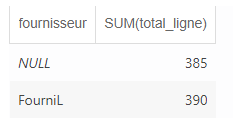 fournisseur SUM(total_ligne)
NULL 385
FourniL 390